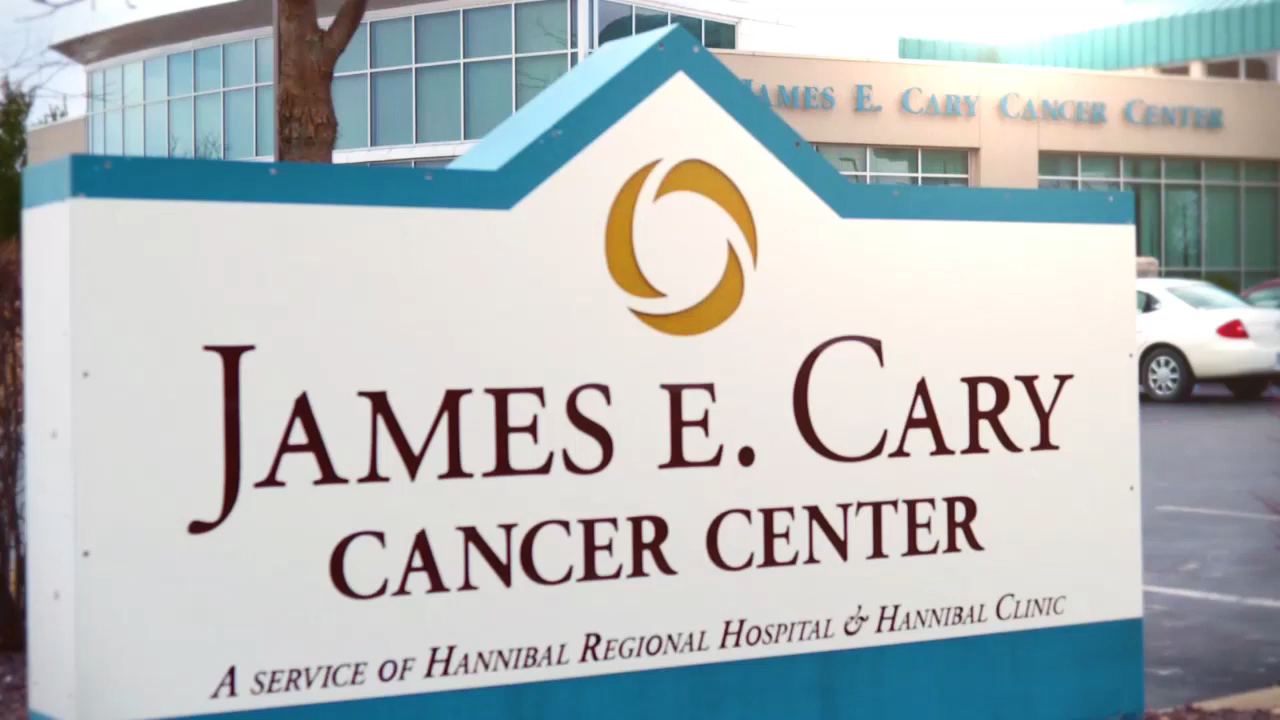 JAMES E. CARY CANCER CENTER
JAMES E. CARY
CANCER CENTER
A SERVICE OF HANNIBAL REGIONAL HOSPITAL & HANNIBAL CLINIC